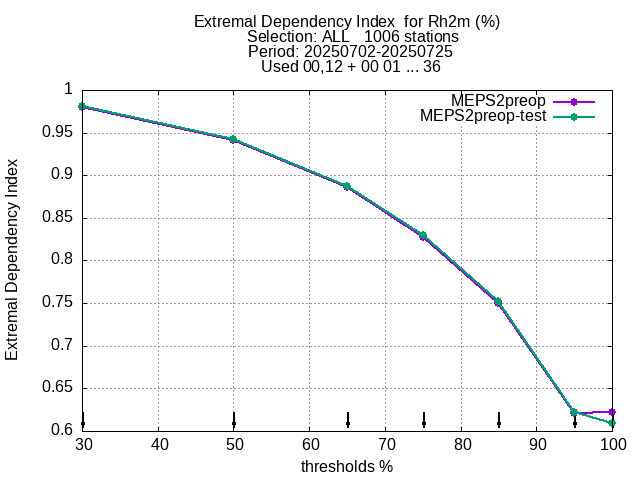 Extremal Dependency Index  for Rh2m (%)
Selection: ALL   1006 stations
Period: 20250702-20250725
Used 00,12 + 00 01 ... 36
MEPS2preop
MEPS2preop-test
Extremal Dependency Index
1
0.95
0.9
0.85
0.8
0.75
0.7
0.65
0.6
30 40 50 60 70 80 90 100
thresholds %